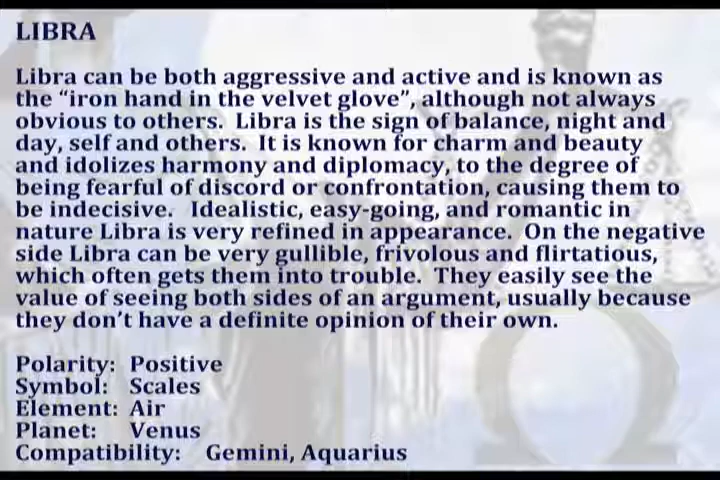 LIBRA
Libra can be both aggressive and active and is known as
the “iron hand in the velvet glove”, although not always
obvious to others.  Libra is the sign of balance, night and
day, self and others.  It is known for charm and beauty
and idolizes harmony and diplomacy, to the degree of
being fearful of discord or confrontation, causing them to
be indecisive.   Idealistic, easy-going, and romantic in
nature Libra is very refined in appearance.  On the negative
side Libra can be very gullible, frivolous and flirtatious,
which often gets them into trouble.  They easily see the
value of seeing both sides of an argument, usually because
they don’t have a definite opinion of their own.
Polarity:  Positive
Symbol:   Scales
Element:  Air
Planet:     Venus
Compatibility:    Gemini, Aquarius